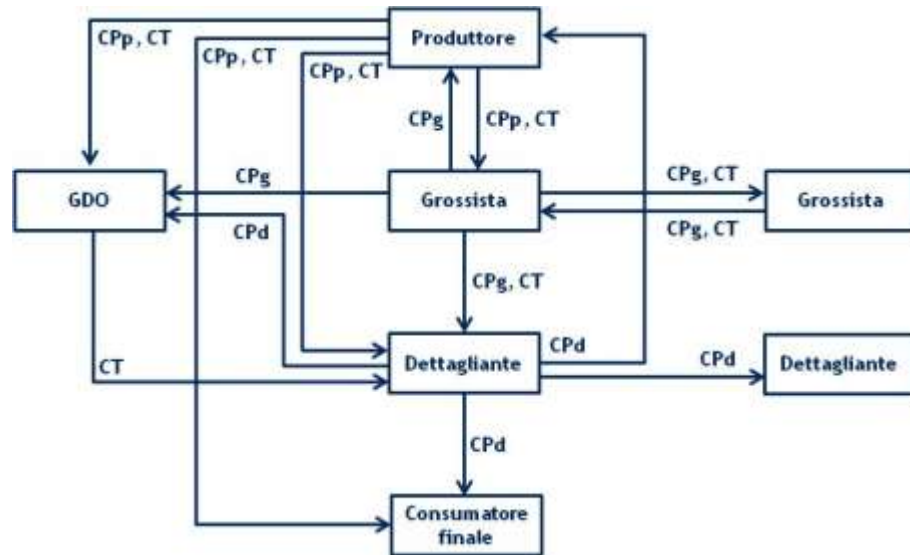 CPp, CT
CPp, CT
CPp, CT
Produttore
CPg
CPp, CT
GDO
CPg
CPd
Grossista
CPg, CT
CPg, CT
Grossista
CPg, CT
CT
Dettagliante
CPd
CPd
Dettagliante
CPd
Consumatore
finale